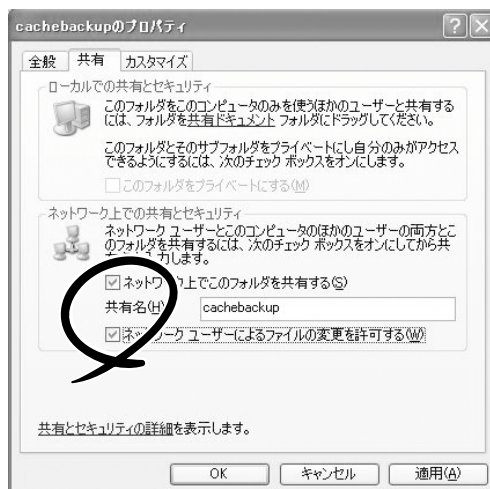 cachebackupのプロパティ
全般 共有 カスタマイズ
ローカルでの共有とセキュリティ
このフォルダをこのコンピュータのみを使うほかのユーザーと共有する
には、フォルダを共有ドキュメント フォルダにドラッグしてください。
このフォルダとそのサブフォルダをプライベートにし自分のみがアクセス
できるようにするには、次のチェック ボックスをオンにします。
このフォルダをプライベートにする(M)
ネットワーク上での共有とセキュリティ
ネットワーク ユーザーとこのコンピュータのほかのユーザーの両方とこ
のフォルダを共有するには、次のチェック ボックスをオンにしてから共
力します。
ネットワ 上でこのフォルダを共有する(S)
共有名(H) cachebackup
ネ ーク ユーザーによるファイルの変更を許可する(W)
共有とセキュリティの詳細を表示します。
OK キャンセル 適用(A)